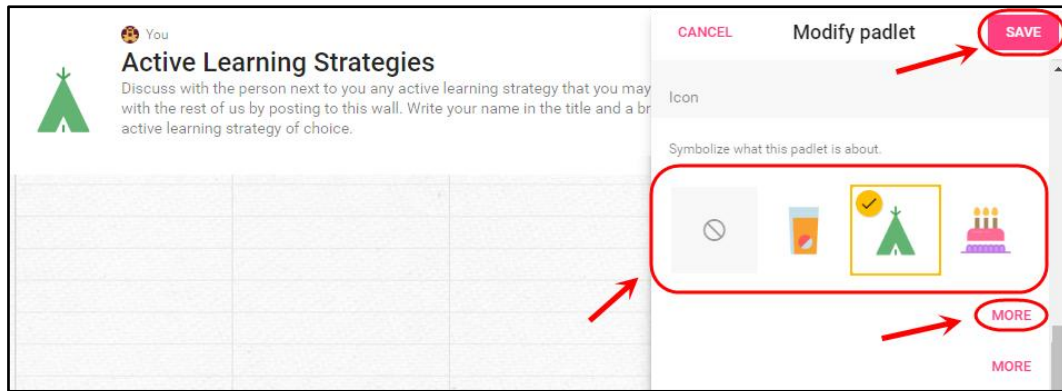 You
Active Learning Strategies
Discuss with the person next to you any active learning strategy that you may
with the rest of us by posting to this wall. Write your name in the title and a br
active learning strategy of choice.
CANCEL
Modify padlet
SAVE
Icon
Symbolize what this padlet is about.
MORE
MORE